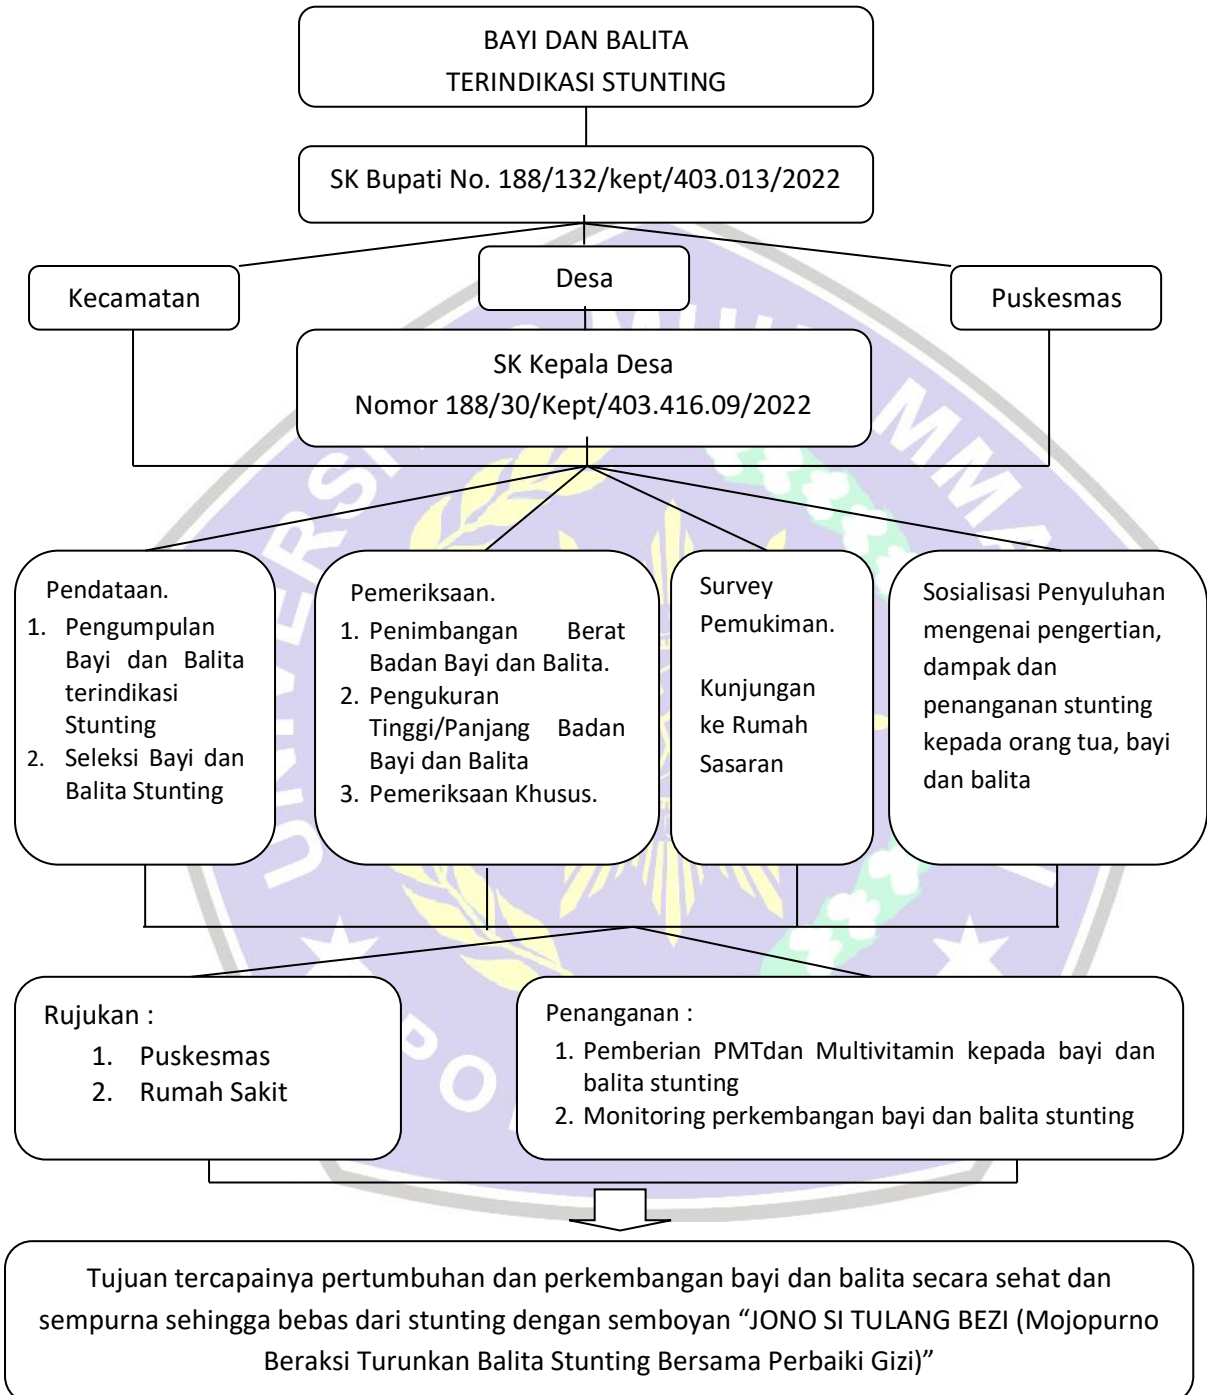 BAYI DAN BALITA
TERINDIKASI STUNTING
SK Bupati No. 188/132/kept/403.013/2022
Kecamatan
Desa
Puskesmas
SK Kepala Desa
Nomor 188/30/Kept/403.416.09/2022
Pendataan.
1. Pengumpulan
Bayi dan Balita
terindikasi
Stunting
2. Seleksi Bayi dan
Balita Stunting
Pemeriksaan.
1. Penimbangan Berat
Badan Bayi dan Balita.
2. Pengukuran
Tinggi/Panjang Badan
Bayi dan Balita
3. Pemeriksaan Khusus.
Survey
Pemukiman.
Kunjungan
ke Rumah
Sasaran
Sosialisasi Penyuluhan
mengenai pengertian,
dampak dan
penanganan stunting
kepada orang tua, bayi
dan balita
Rujukan :
1. Puskesmas
2. Rumah Sakit
Penanganan :
1. Pemberian PMTdan Multivitamin kepada bayi dan
balita stunting
2. Monitoring perkembangan bayi dan balita stunting
Tujuan tercapainya pertumbuhan dan perkembangan bayi dan balita secara sehat dan
sempurna sehingga bebas dari stunting dengan semboyan “JONO SI TULANG BEZI (Mojopurno
Beraksi Turunkan Balita Stunting Bersama Perbaiki Gizi)”